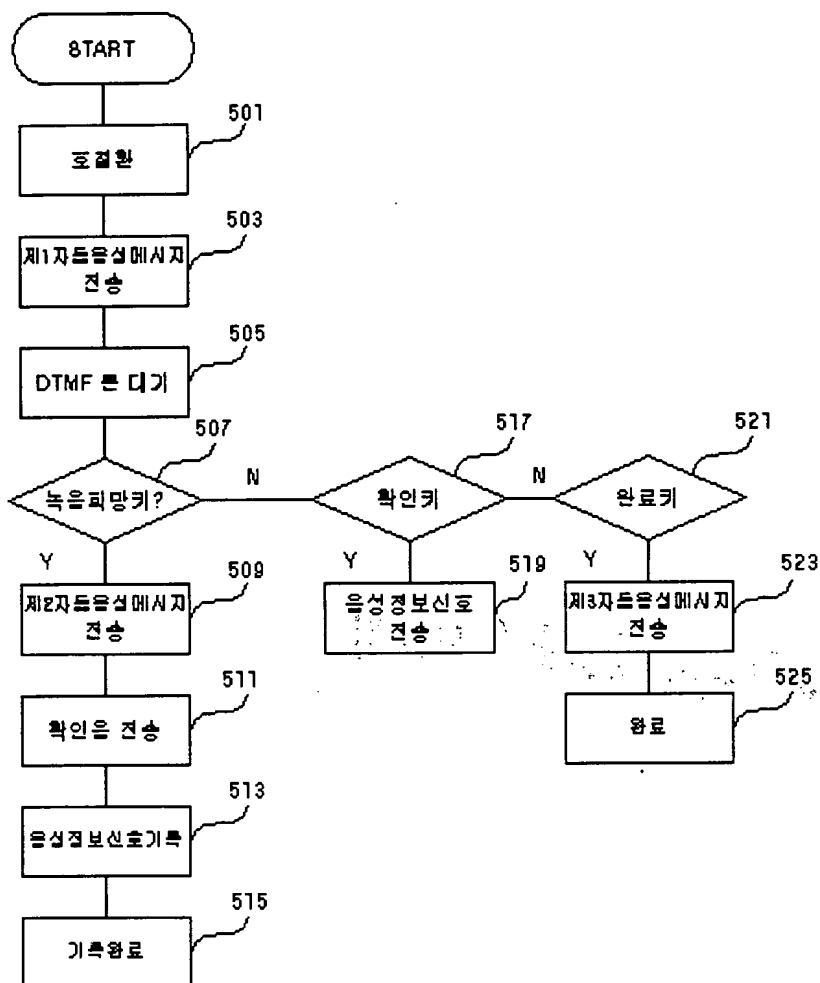 START
501
호결환
503
제1자동음성메시지
전송
505
DTMF 톤 대기
507
녹음희망키?
N
517
확인키
N
521
완료키
Y
509
제2자동음성메시지
전송
Y
519
음성정보신호
전송
Y
523
제3자동음성메시지
전송
511
확인음 전송
525
완료
513
음성정보신호기록
515
기록완료